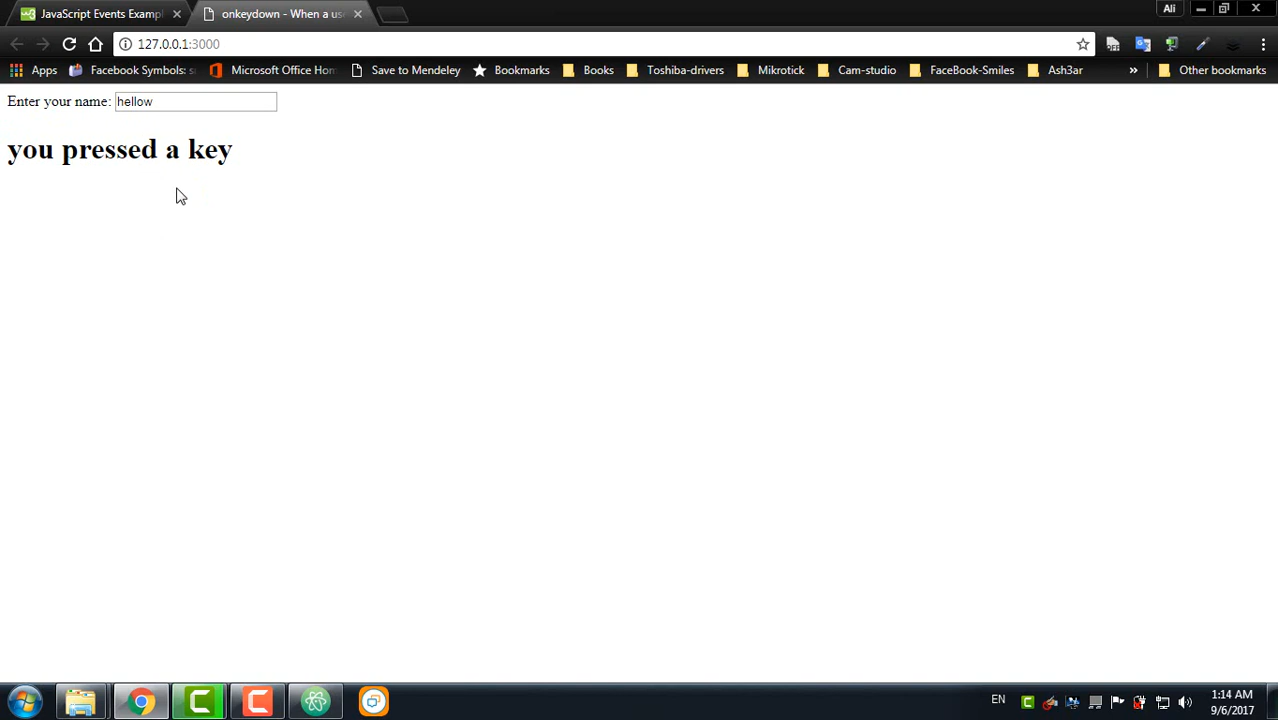 JavaScript Events Exampl
onkeydown - When a us
Ali
127.0.0.1:3000
Apps
Facebook Symbols: s
Microsoft Office Hom
Save to Mendeley
Bookmarks
Books
Toshiba-drivers
Mikrotick
Cam-studio
FaceBook-Smiles
Ash3ar
»
Other bookmarks
Enter your name: hellow
you pressed a key
EN
1:14 AM
9/6/2017